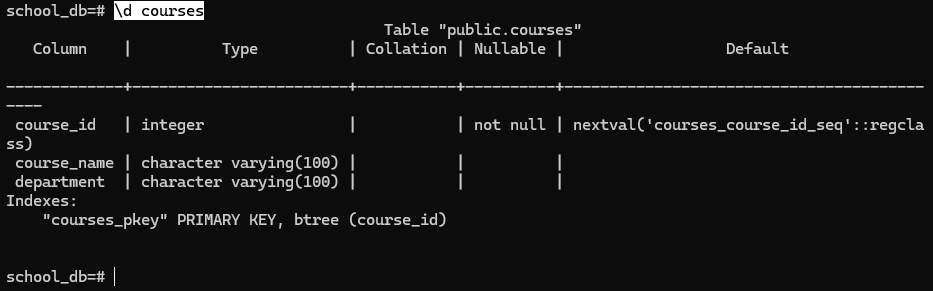 school_db=# \d courses
                                       Table "public.courses"
   Column    |          Type          | Collation | Nullable |                 Default
-------------+------------------------+-----------+----------+-------------------------------------
----
 course_id   | integer                |           | not null | nextval('courses_course_id_seq'::regcla
ss)
 course_name | character varying(100) |           |          |
 department  | character varying(100) |           |          |
Indexes:
    "courses_pkey" PRIMARY KEY, btree (course_id)
school_db=#